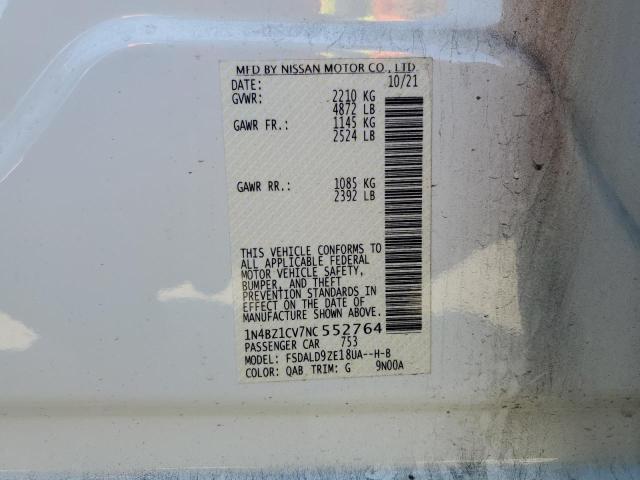 MFD BY NISSAN MOTOR CO., LTD
DATE: 10/21
GVWR: 2210 KG
4872 LB
GAWR FR.: 1145 KG
2524 LB
GAWR RR.: 1085 KG
2392 LB
THIS VEHICLE CONFORMS TO
ALL APPLICABLE FEDERAL
MOTOR VEHICLE SAFETY,
BUMPER, AND THEFT
PREVENTION STANDARDS IN
EFFECT ON THE DATE OF
MANUFACTURE SHOWN ABOVE.
1N4BZ1CV7NC 552764
PASSENGER CAR 753
MODEL: FSDALD9ZE18UA--H-B
COLOR: QAB TRIM: G 9N00A